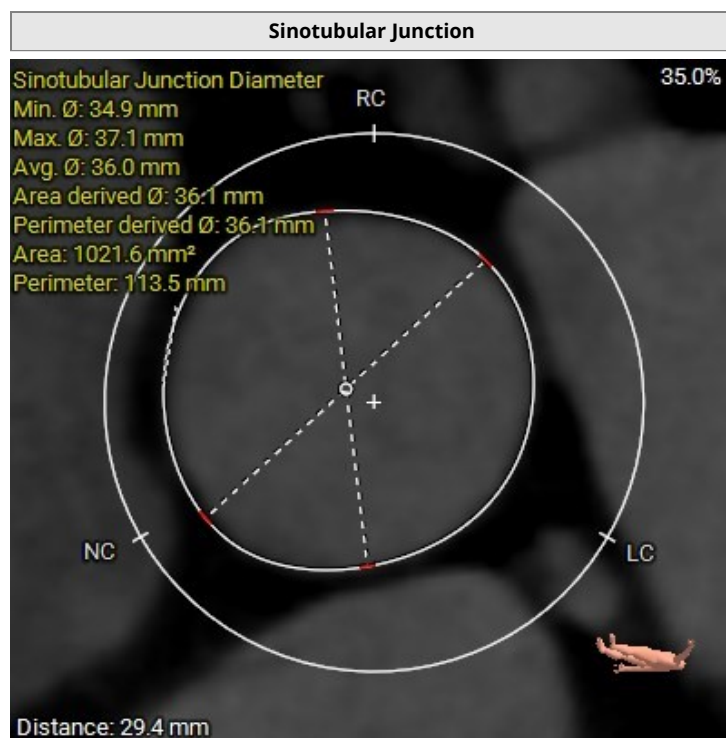 Sinotubular Junction
Sinotubular Junction Diameter
35.0%
Min. Ø: 34.9 mm
RC
Max. Ø: 37.1 mm
Avg. Ø: 36.0 mm
Area derived Ø: 36.1 mm
Perimeter derived Ø: 36.1 mm
Area: 1021.6 mm²
Perimeter: 113.5 mm
NC
LC
Distance: 29.4 mm